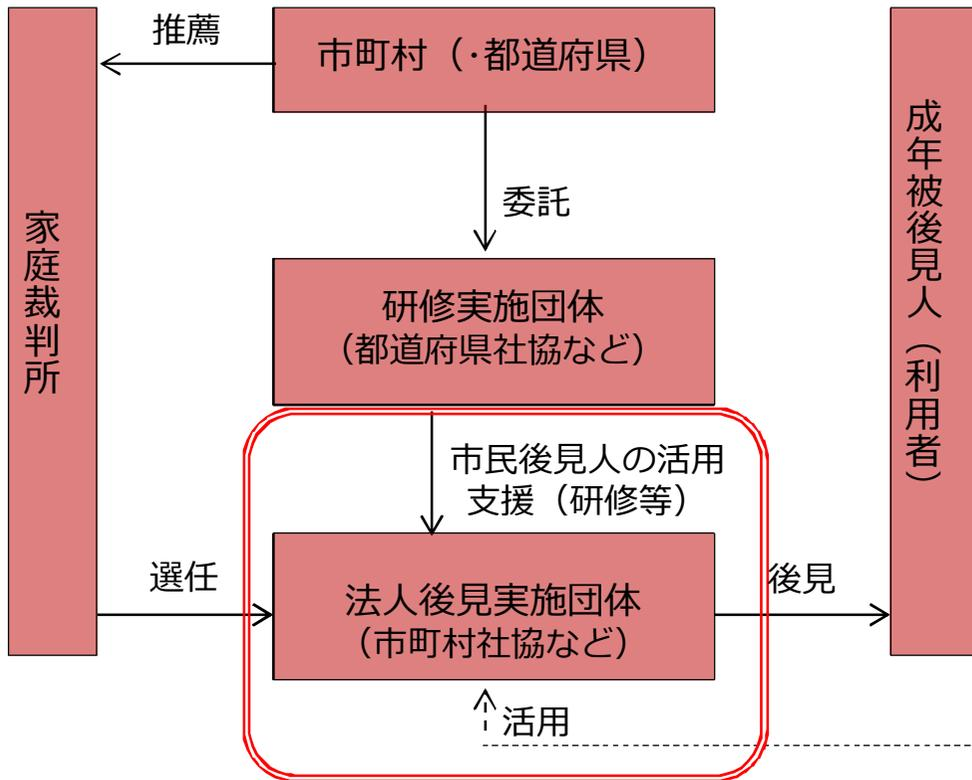 推薦
市町村（・都道府県）
委託
研修実施団体
（都道府県社協など）
家庭裁判所
成年被後見人（利用者）
市民後見人の活用
支援（研修等）
選任
法人後見実施団体
（市町村社協など）
後見
活用